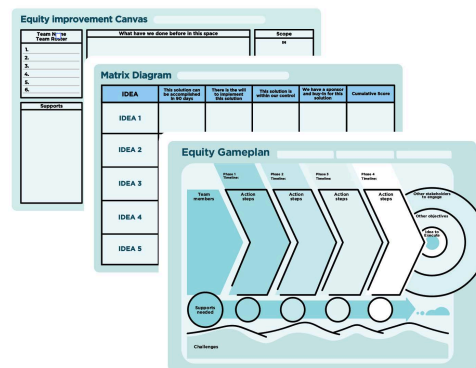 Equity Improvement Canvas
Team Name
Team Roster
What have we done before in this space
Scope
IN
1.
2.
3.
4.
5.
6.
Supports
Matrix Diagram
IDEA
This solution can
be accomplished
in 90 days
There is the will
to implement
this solution
This solution is
within our control
We have a sponsor
and buy-in for this
solution
Cumulative Score
IDEA 1
IDEA 2
IDEA 3
IDEA 4
IDEA 5
Equity Gameplan
Phase 1
Timeline:
Phase 2
Timeline:
Phase 3
Timeline:
Phase 4
Timeline:
Team
members
Action
steps
Action
steps
Action
steps
Action
steps
Other stakeholders
to engage
Other objectives
Idea to
Execute
Supports
needed
Challenges